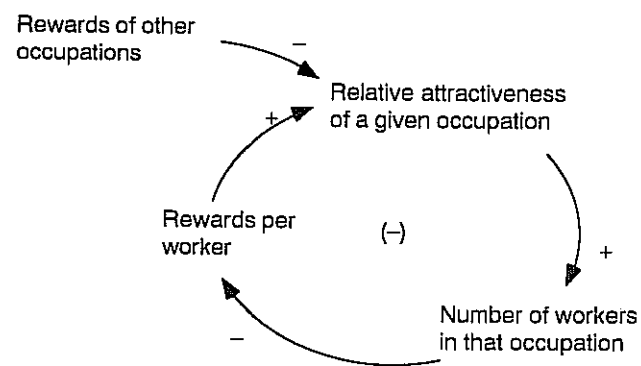 Rewards of other
occupations
–
Relative attractiveness
of a given occupation
+
Rewards per
worker
(–)
+
Number of workers
in that occupation
–